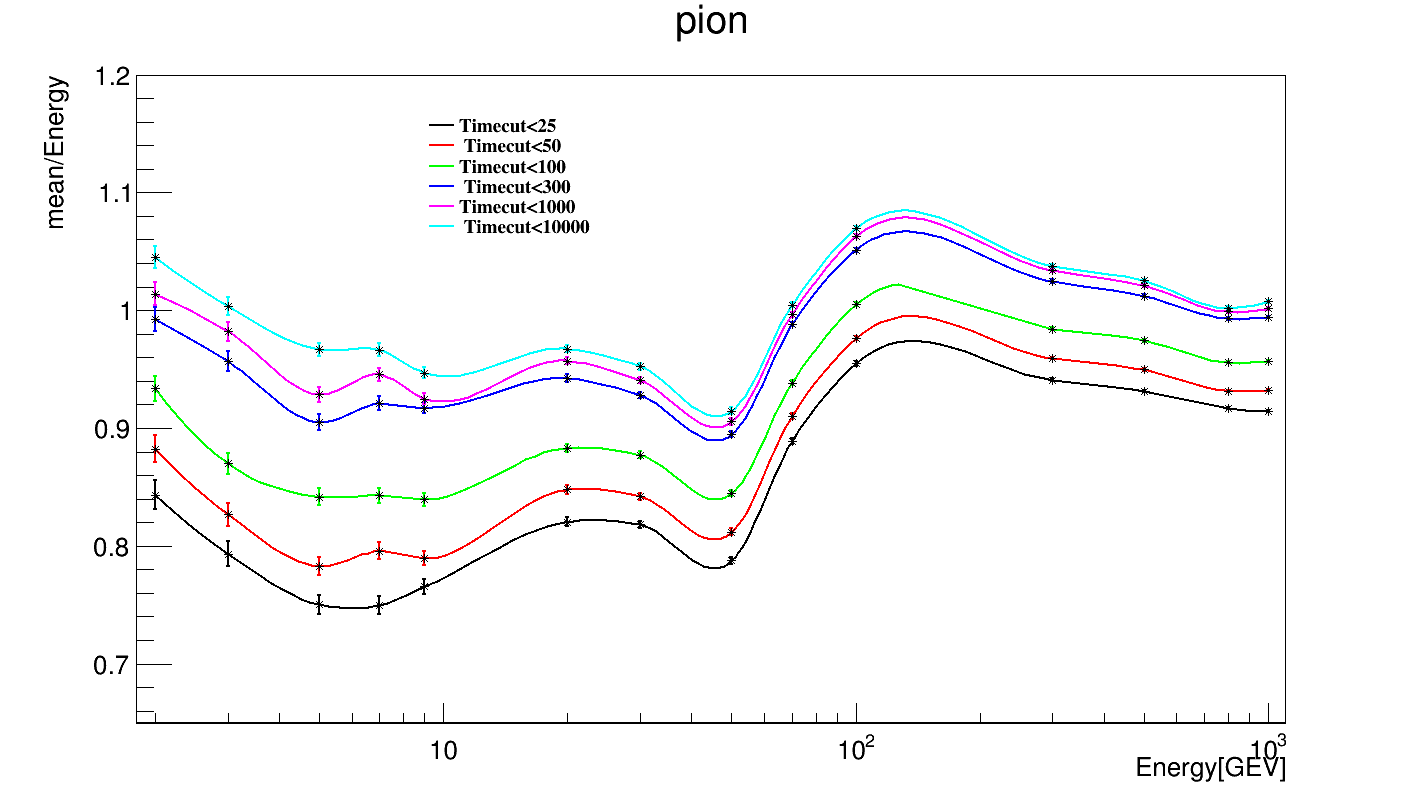 pion
mean/Energy
1.2
1.1
1
0.9
0.8
0.7
Timecut<25
Timecut<50
Timecut<100
Timecut<300
Timecut<1000
Timecut<10000
10
10²
10³
Energy[GEV]